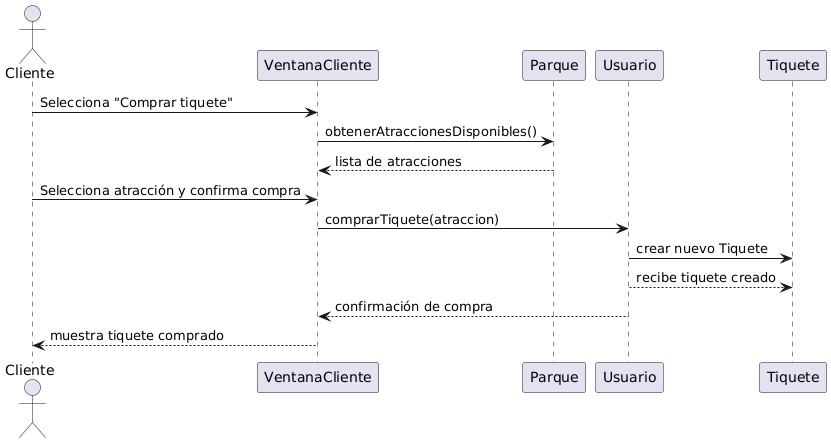 Cliente
VentanaCliente
Parque
Usuario
Tiquete
Selecciona "Comprar tiquete"
obtenerAtraccionesDisponibles()
lista de atracciones
Selecciona atracción y confirma compra
comprarTiquete(atraccion)
crear nuevo Tiquete
recibe tiquete creado
confirmación de compra
muestra tiquete comprado
Cliente
VentanaCliente
Parque
Usuario
Tiquete